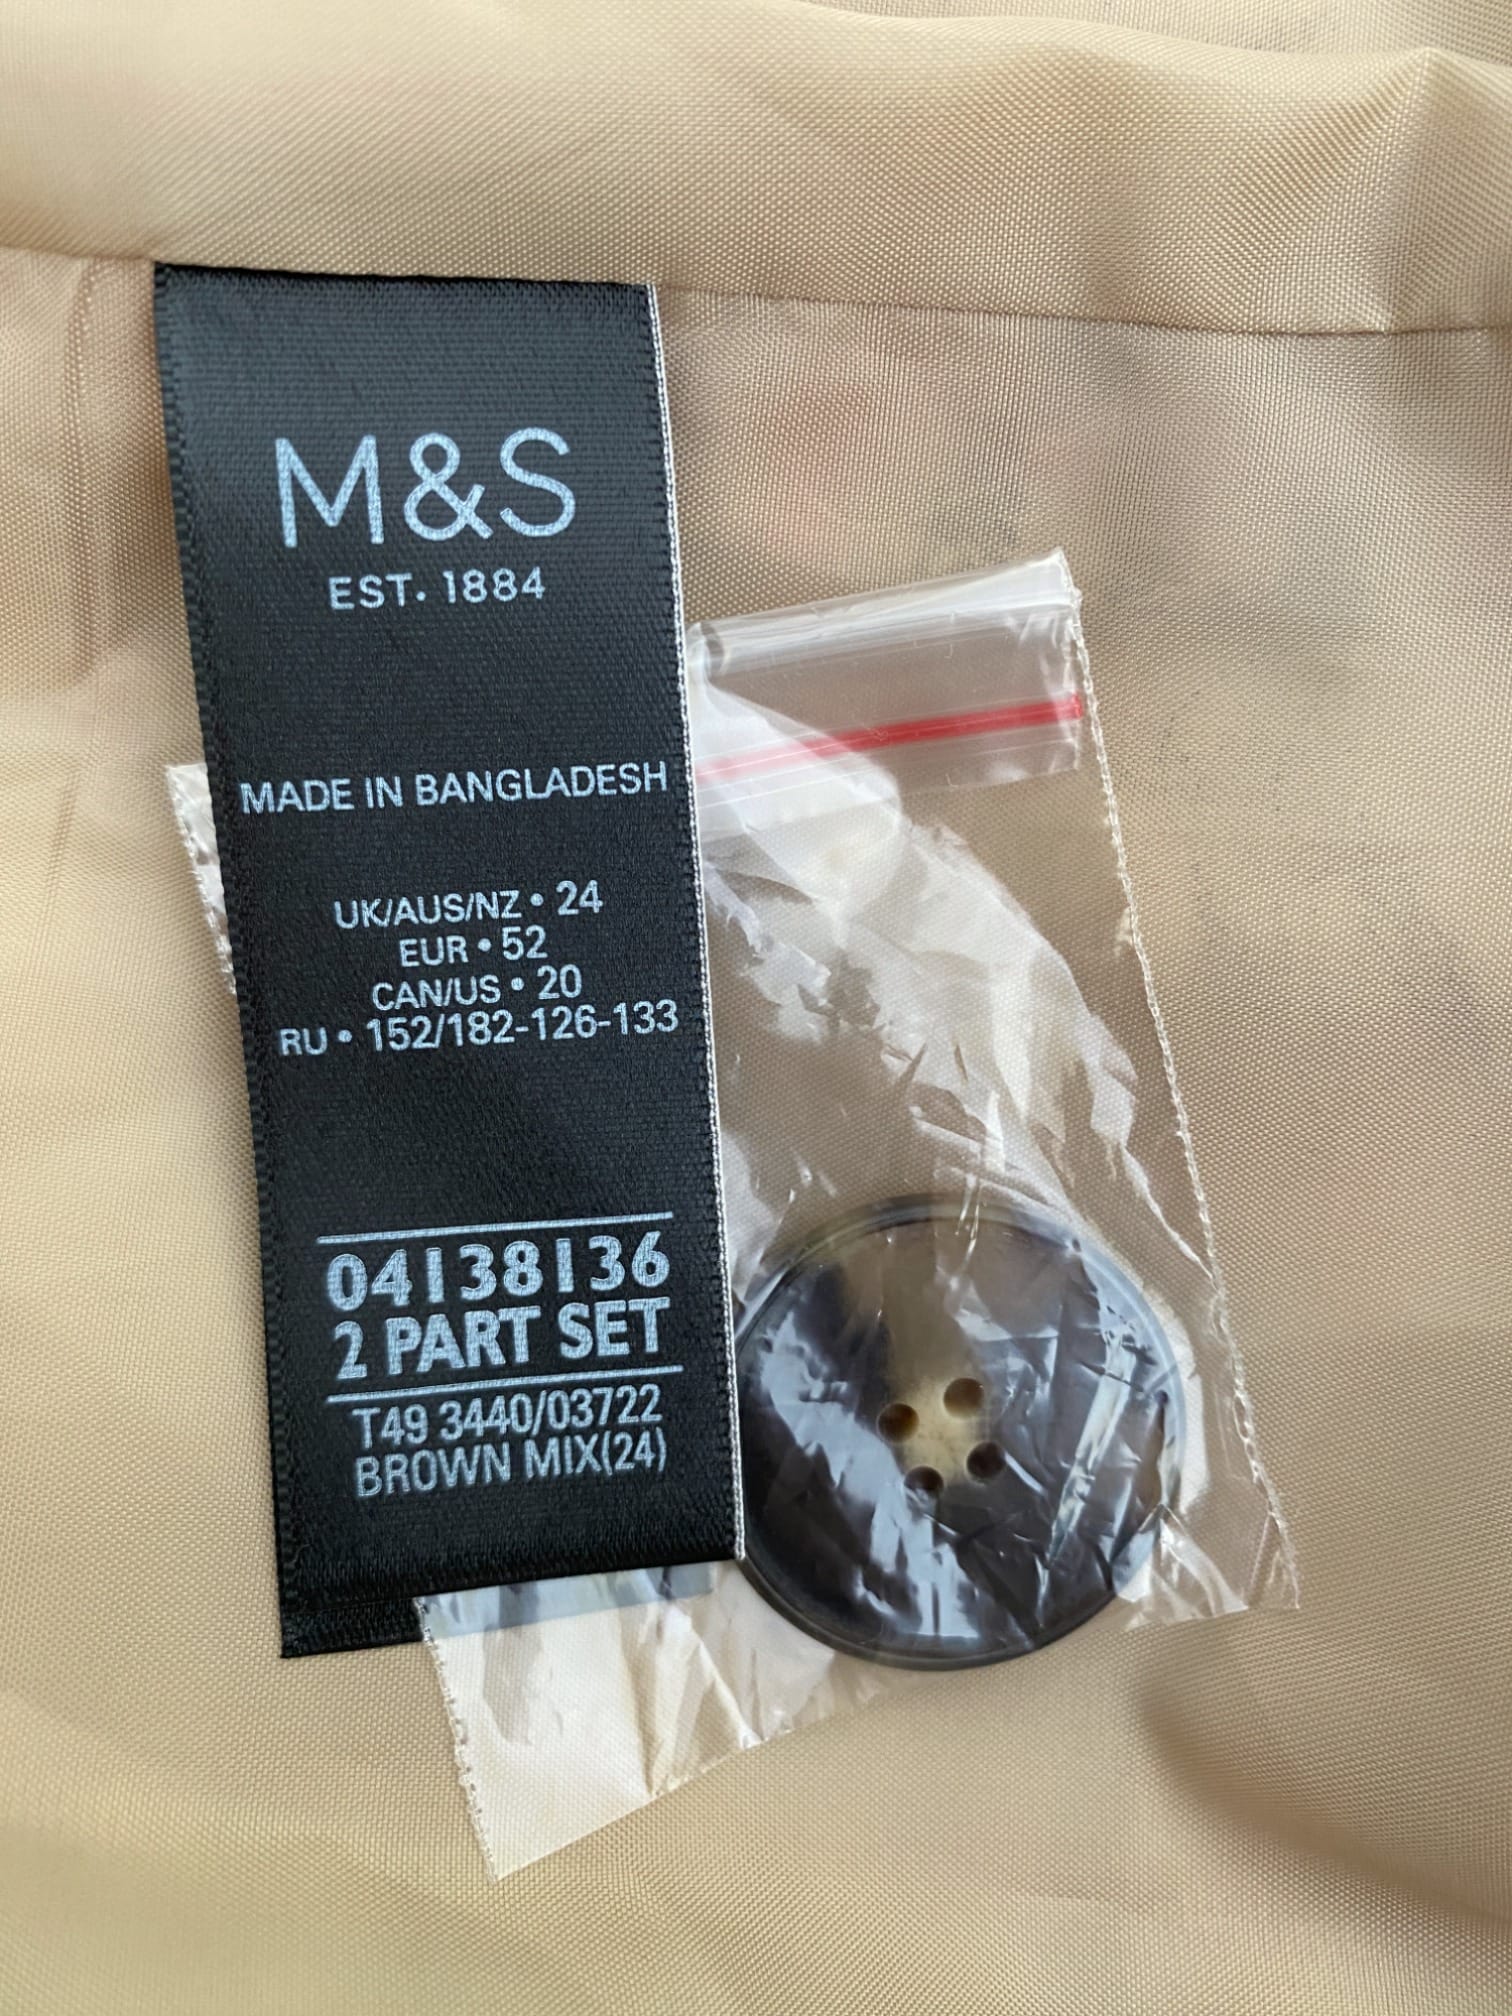 M&S
EST. 1884
MADE IN BANGLADESH
UK/AUS/NZ • 24
EUR • 52
CAN/US • 20
RU • 152/182-126-133
04138136
2 PART SET
T49 3440/03722
BROWN MIX(24)